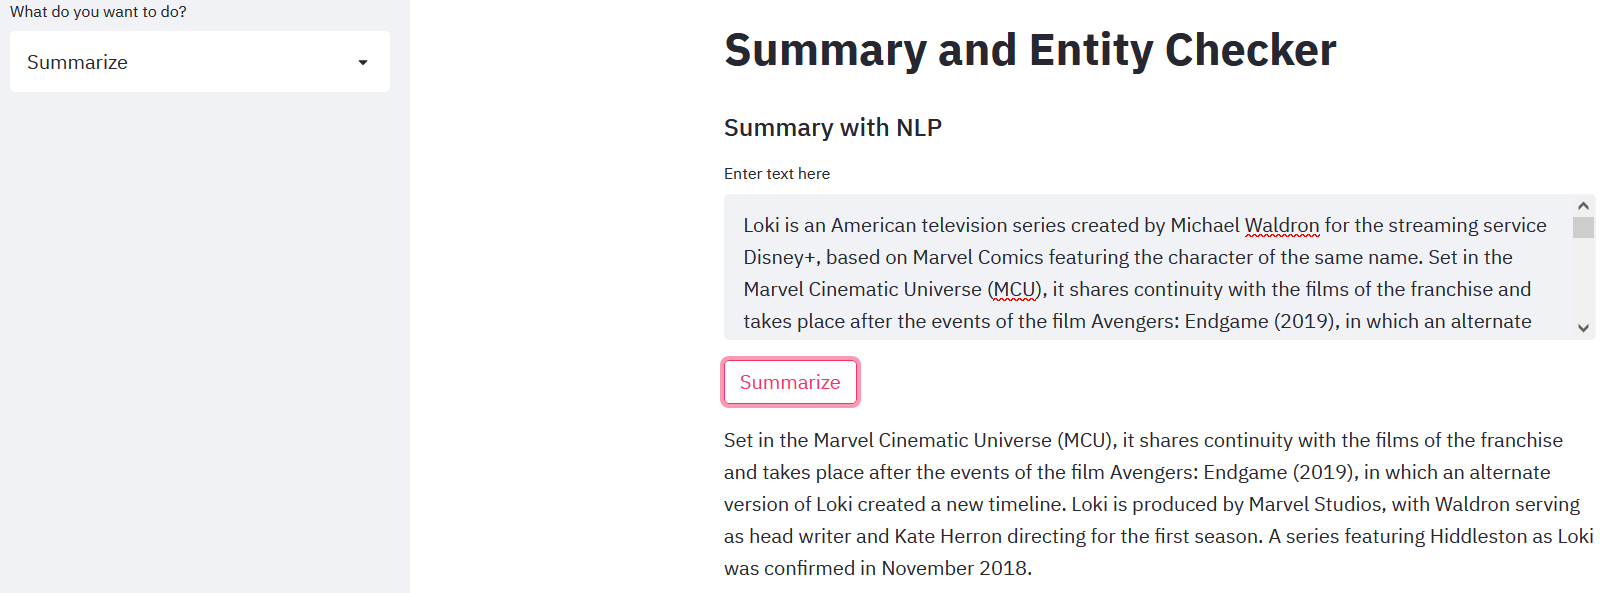 What do you want to do?
Summarize
Summary and Entity Checker
Summary with NLP
Enter text here
Loki is an American television series created by Michael Waldron for the streaming service
Disney+, based on Marvel Comics featuring the character of the same name. Set in the
Marvel Cinematic Universe (MCU), it shares continuity with the films of the franchise and
takes place after the events of the film Avengers: Endgame (2019), in which an alternate
Summarize
Set in the Marvel Cinematic Universe (MCU), it shares continuity with the films of the franchise
and takes place after the events of the film Avengers: Endgame (2019), in which an alternate
version of Loki created a new timeline. Loki is produced by Marvel Studios, with Waldron serving
as head writer and Kate Herron directing for the first season. A series featuring Hiddleston as Loki
was confirmed in November 2018.